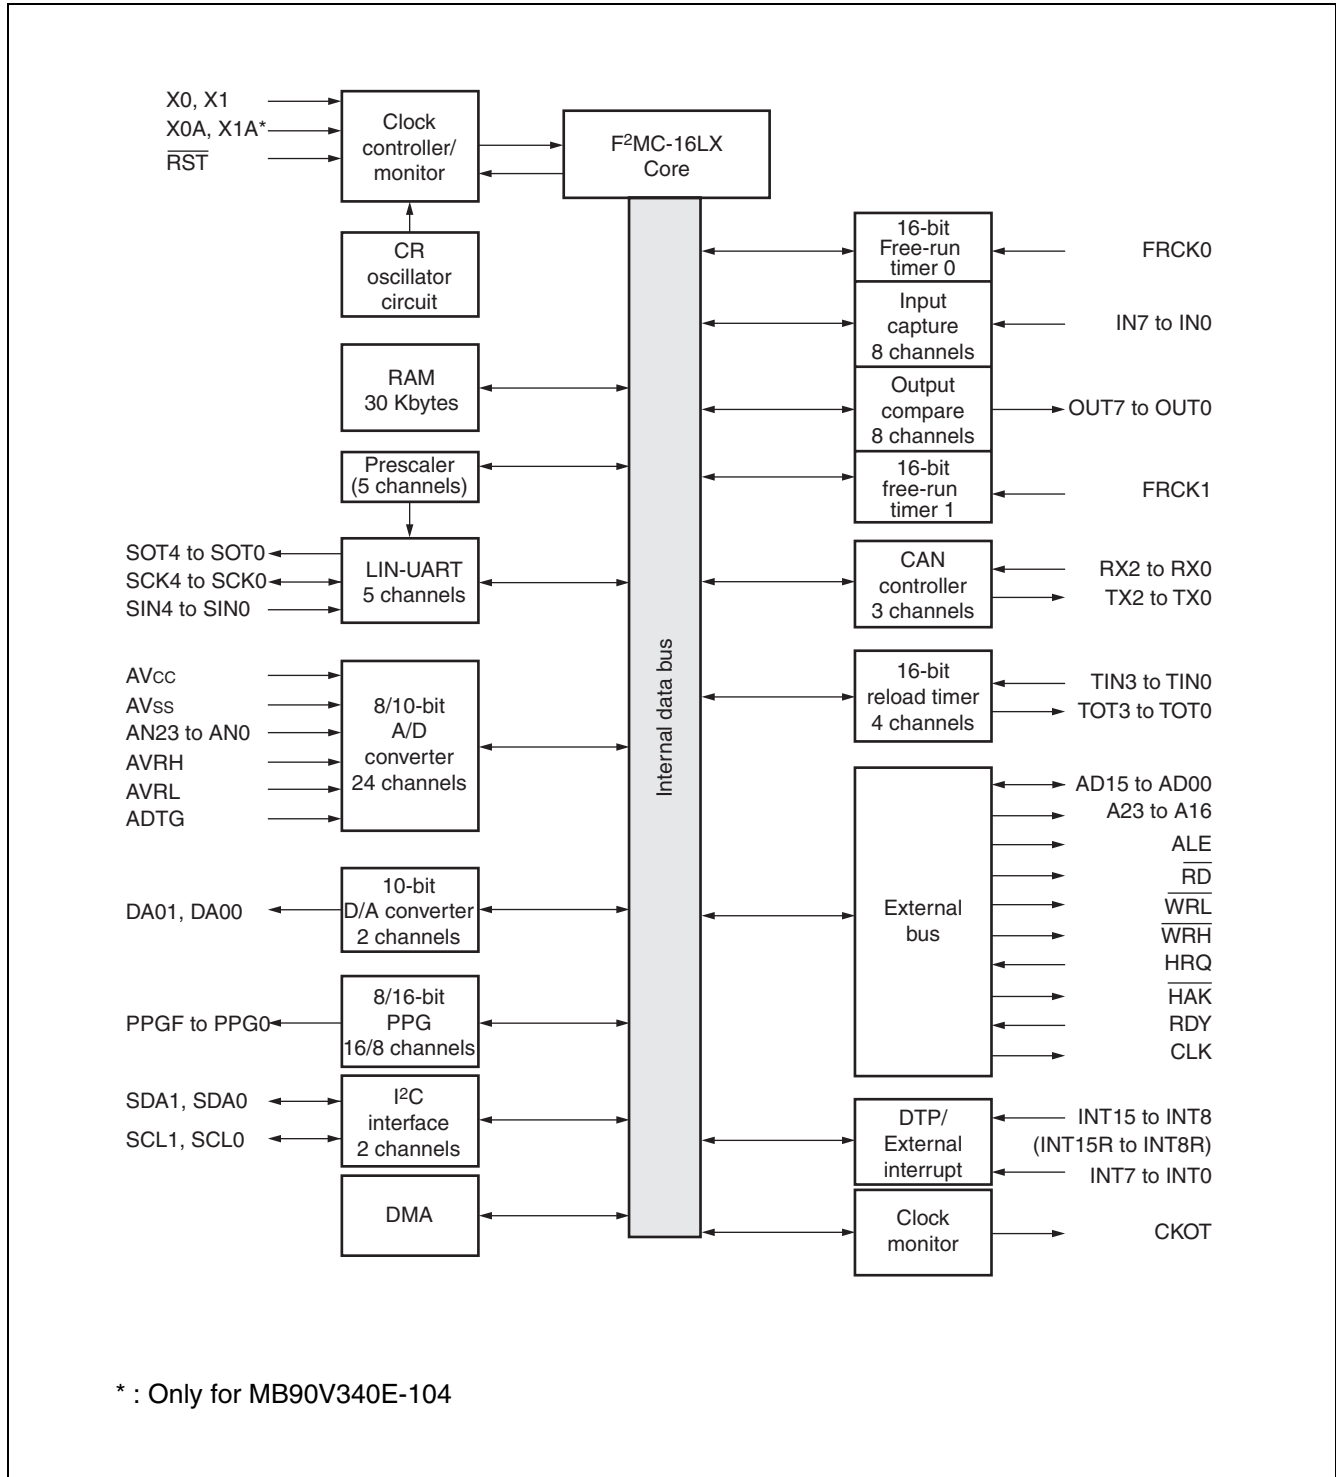 X0, X1
X0A, X1A*
RST
Clock
controller/
monitor
F²MC-16LX
Core
CR
oscillator
circuit
RAM
30 Kbytes
Prescaler
(5 channels)
SOT4 to SOT0
SCK4 to SCK0
SIN4 to SIN0
LIN-UART
5 channels
AVCC
AVSS
AN23 to AN0
AVRH
AVRL
ADTG
8/10-bit
A/D
converter
24 channels
DA01, DA00
10-bit
D/A converter
2 channels
PPGF to PPG0
8/16-bit
PPG
16/8 channels
SDA1, SDA0
SCL1, SCL0
I²C
interface
2 channels
DMA
Internal data bus
16-bit
Free-run
timer 0
FRCK0
Input
capture
8 channels
IN7 to IN0
Output
compare
8 channels
OUT7 to OUT0
16-bit
free-run
timer 1
FRCK1
CAN
controller
3 channels
RX2 to RX0
TX2 to TX0
16-bit
reload timer
4 channels
TIN3 to TIN0
TOT3 to TOT0
External
bus
AD15 to AD00
A23 to A16
ALE
RD
WRL
WRH
HRQ
HAK
RDY
CLK
DTP/
External
interrupt
INT15 to INT8
(INT15R to INT8R)
INT7 to INT0
Clock
monitor
CKOT
* : Only for MB90V340E-104